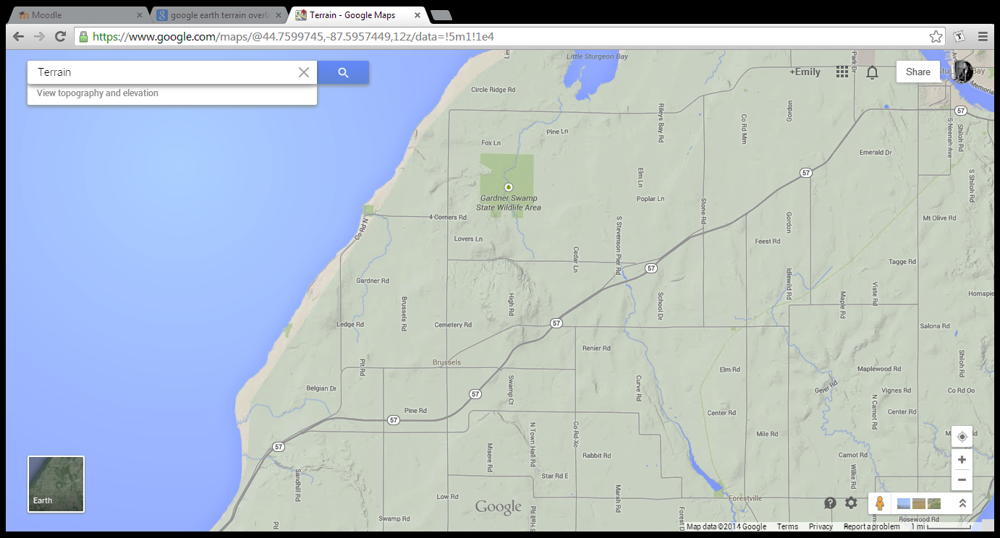 Moodle
google earth terrain overla
Terrain - Google Maps
https://www.google.com/maps/@44.7599745,-87.5957449,12z/data=!5m1!1e4
Terrain
View topography and elevation
+Emily
Share
Little Sturgeon Bay
Park Dr
Circle Ridge Rd
Memorial
57
Rileys Bay Rd
Co Rd Mm
Gordon
S Neenah Ave
Shiloh Rd
Pine Ln
Fox Ln
Emerald Dr
57
Elm Ln
S Shiloh Rd
Gardner Swamp
State Wildlife Area
Poplar Ln
Stone Rd
4 Corners Rd
Co Rd N
Gordon
Mt Olive Rd
Lovers Ln
S Stevenson Pier Rd
Feest Rd
Cedar Ln
Tagge Rd
57
Gardner Rd
Idlewild Rd
Viste Rd
Maple Rd
Brussels Rd
High Rd
School Dr
57
Ledge Rd
Cemetery Rd
Salona Rd
Renier Rd
Brussels
Pit Rd
Shiloh Rd
Elm Rd
Maplewood Rd
Belgian Dr
Swamp Ct
Curve Rd
Geier Rd
Vignes Rd
Co Rd Oo
57
Pine Rd
57
Center Rd
N Carnot Rd
Center Rd
N Town Hall Rd
Co Rd Xc
Mile Rd
57
Misere Rd
Rabbit Rd
Carnot Rd
Sandhill Rd
Star Rd E
Wilke Rd
Low Rd
Marsh Rd
Forestville
Earth
Google
Swamp Rd
Rosewood Rd
Map data ©2014 Google
Terms
Privacy
Report a problem
1 mi